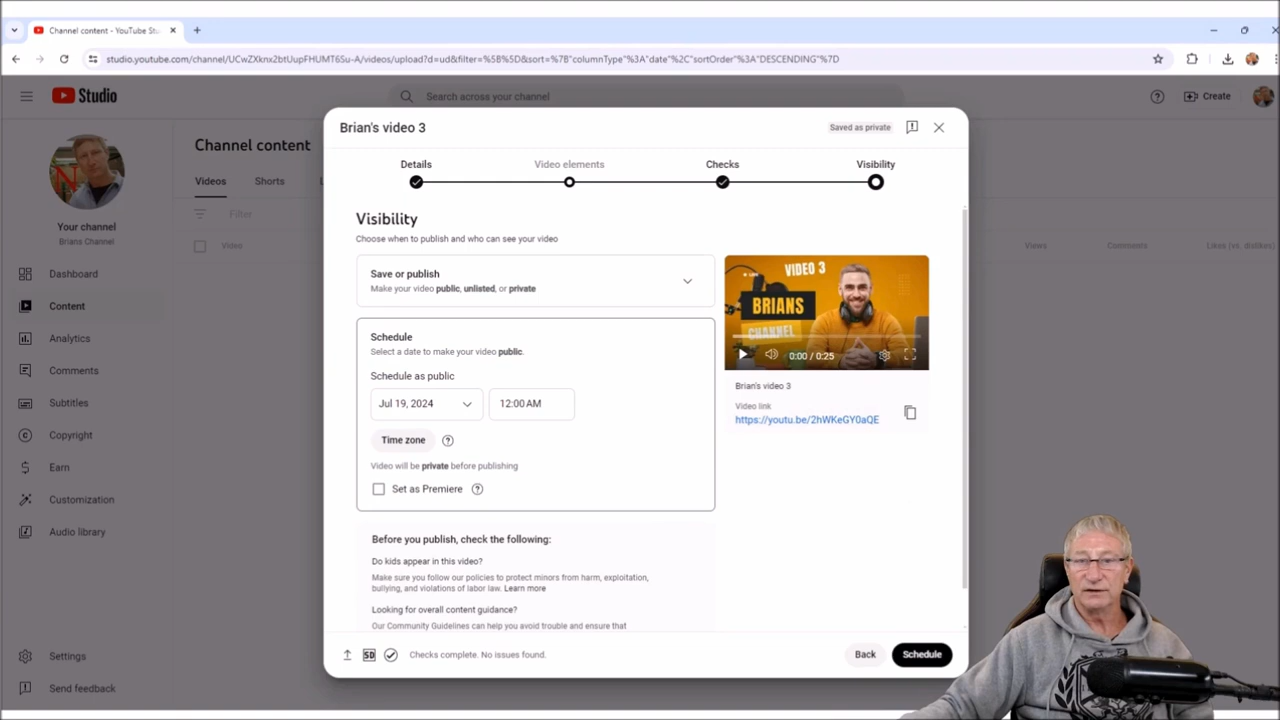 Channel content - YouTube Stu
studio.youtube.com/channel/UCwZXknx2btUupFHUMT6Su-A/videos/upload?d=ud&filter=%5B%5D&sort=%7B"columnType"%3A"date"%2C"sortOrder"%3A"DESCENDING"%7D
Studio
Search across your channel
Create
N
Your channel
Brians Channel
Dashboard
Content
Analytics
Comments
Subtitles
Copyright
Earn
Customization
Audio library
Settings
Send feedback
Channel content
Videos
Shorts
L
Filter
Video
Views
Comments
Likes (vs. dislikes)
Brian's video 3
Saved as private
Details
Video elements
Checks
Visibility
Visibility
Choose when to publish and who can see your video
Save or publish
Make your video public, unlisted, or private
Schedule
Select a date to make your video public.
Schedule as public
Jul 19, 2024
12:00 AM
Time zone
Video will be private before publishing
Set as Premiere
Before you publish, check the following:
Do kids appear in this video?
Make sure you follow our policies to protect minors from harm, exploitation,
bullying, and violations of labor law. Learn more
Looking for overall content guidance?
Our Community Guidelines can help you avoid trouble and ensure that
VIDEO 3
BRIANS
CHANNEL
0:00 / 0:25
Brian's video 3
Video link
https://youtu.be/2hWKeGY0aQE
SD
Checks complete. No issues found.
Back
Schedule